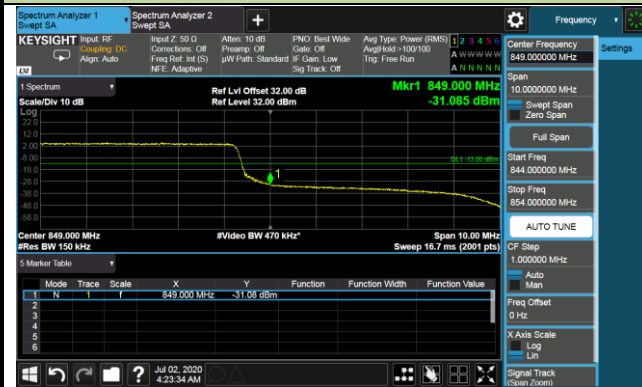 Spectrum Analyzer 1
Swept SA
Spectrum Analyzer 2
Swept SA
+
Frequency
KEYSIGHT
Input: RF
Coupling: DC
Align: Auto
Input Z: 50 Ω
Corrections: Off
Freq Ref: Int (S)
NFE: Adaptive
Atten: 10 dB
Preamp: Off
µW Path: Standard
PNO: Best Wide
Gate: Off
IF Gain: Low
Sig Track: Off
Avg Type: Power (RMS)
Avg|Hold:>100/100
Trig: Free Run
1 2 3 4 5 6
A W W W W W
A N N N N N
LXI
Center Frequency
849.000000 MHz
Settings
Span
10.0000000 MHz
Swept Span
Zero Span
Full Span
Start Freq
844.000000 MHz
Stop Freq
854.000000 MHz
AUTO TUNE
CF Step
1.000000 MHz
Auto
Man
Freq Offset
0 Hz
X Axis Scale
Log
Lin
Signal Track
(Span Zoom)
1 Spectrum
Scale/Div 10 dB
Ref Lvl Offset 32.00 dB
Ref Level 32.00 dBm
Mkr1 849.000 MHz
-31.085 dBm
Log
22.0
12.0
2.00
-8.00
-18.0
-28.0
-38.0
-48.0
-58.0
DL1 -13.00 dBm
1
Center 849.000 MHz
#Res BW 150 kHz
#Video BW 470 kHz*
Span 10.00 MHz
Sweep 16.7 ms (2001 pts)
5 Marker Table
Mode Trace Scale X Y Function Function Width Function Value
1 N 1 f 849.000 MHz -31.08 dBm
2
3
4
5
6
?
Jul 02, 2020
4:23:34 AM